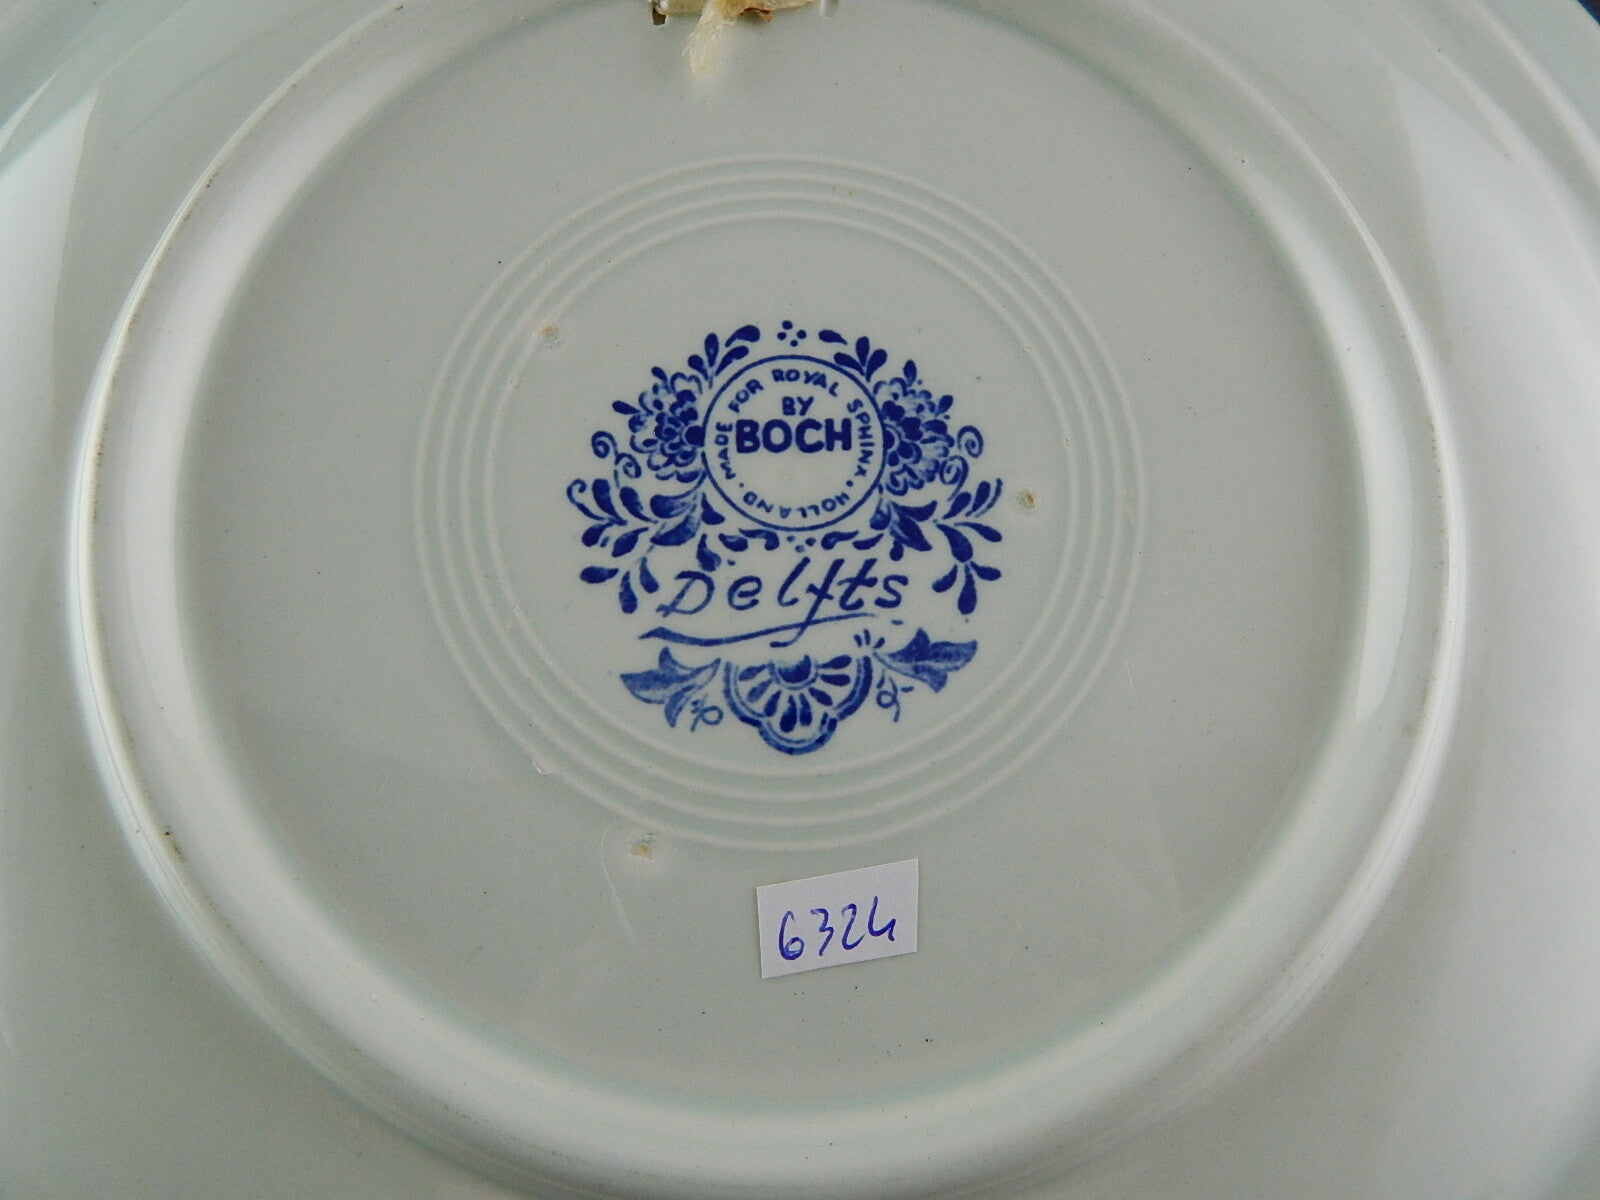 MADE FOR ROYAL SPHINX · HOLLAND ·
BY
BOCH
Delfts
6324